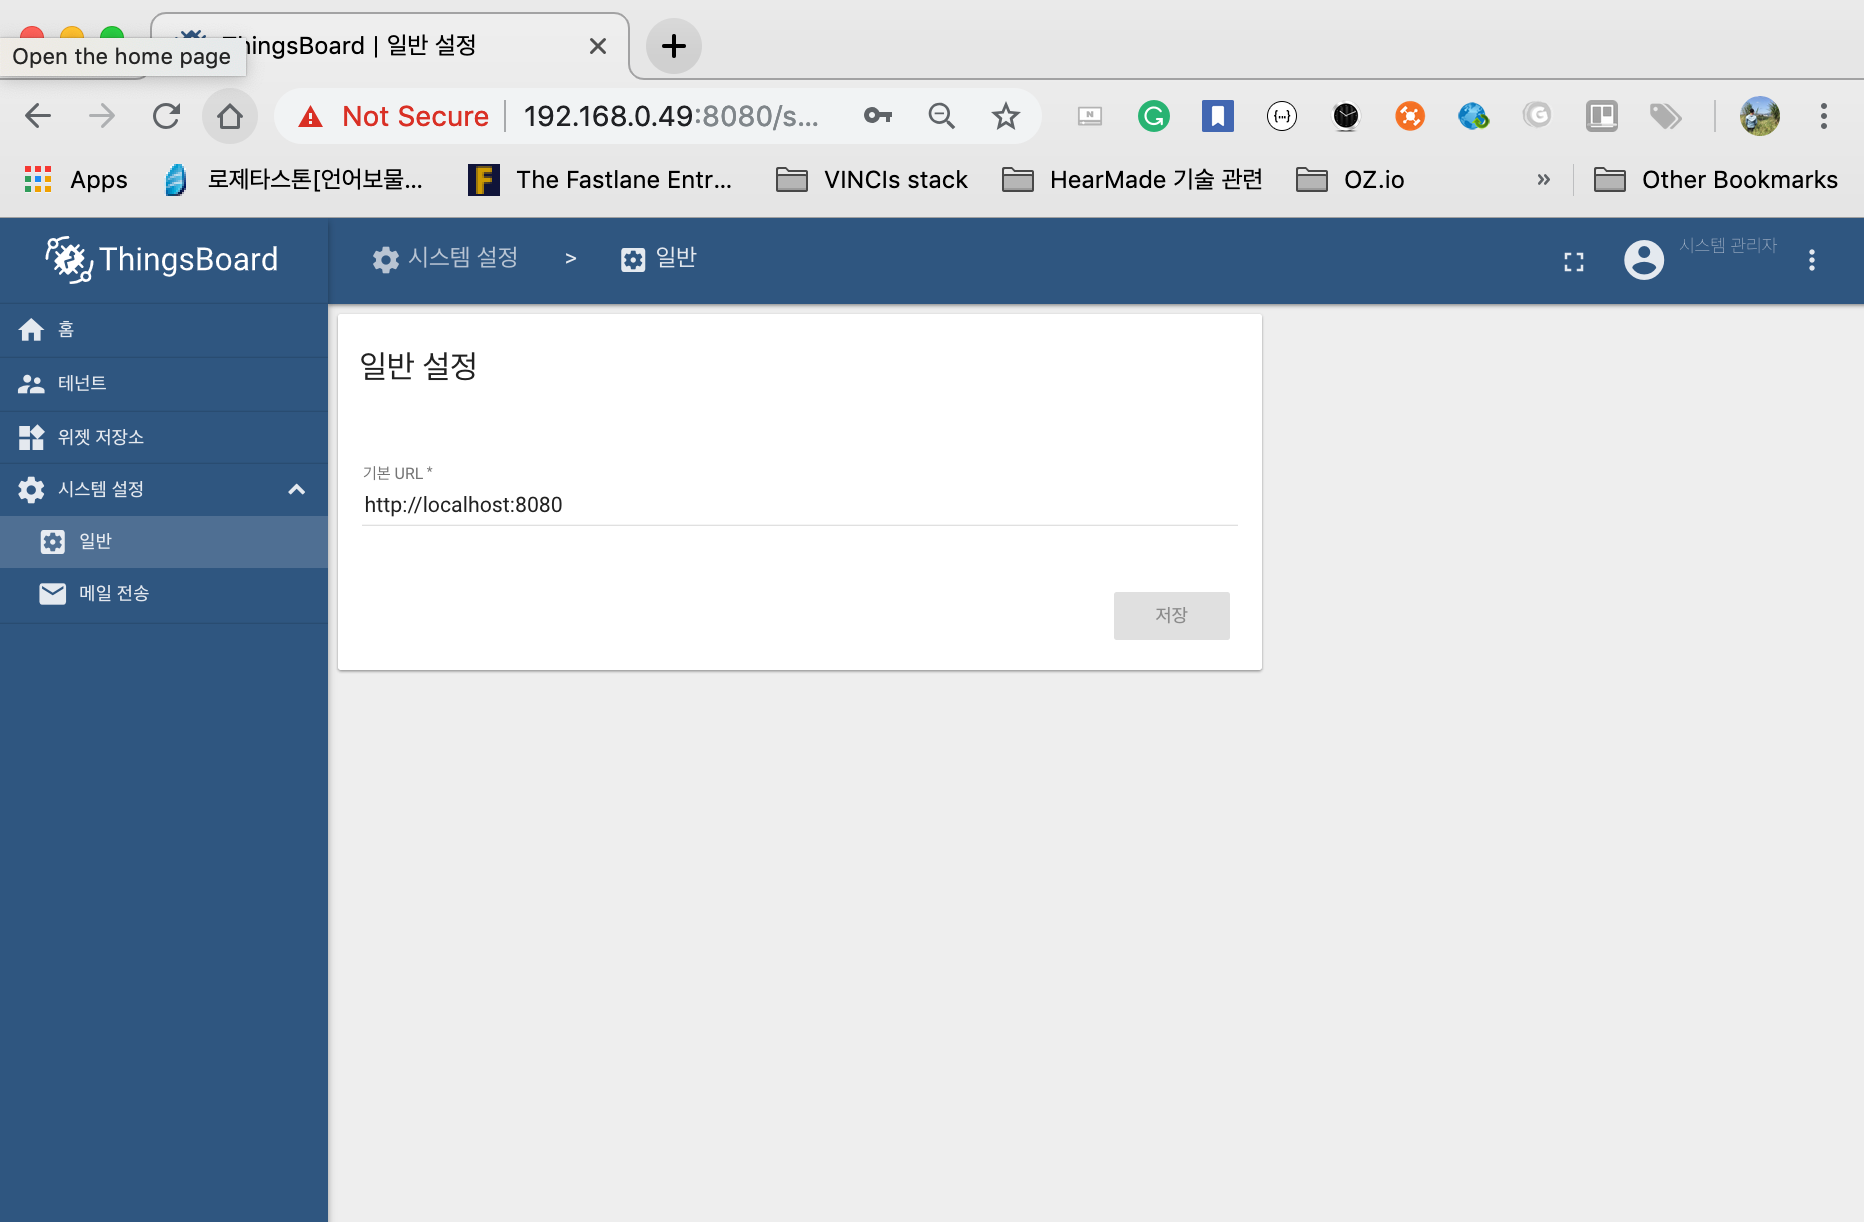 ThingsBoard | 일반 설정
Open the home page
Not Secure
192.168.0.49:8080/s...
Apps
로제타스톤[언어보물...
The Fastlane Entr...
VINCIs stack
HearMade 기술 관련
OZ.io
»
Other Bookmarks
ThingsBoard
시스템 설정 > 일반
시스템 관리자
홈
테넌트
위젯 저장소
시스템 설정
일반
메일 전송
일반 설정
기본 URL *
http://localhost:8080
저장